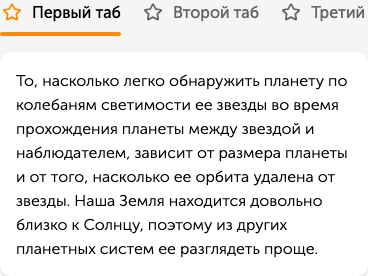 Первый таб Второй таб Третий
То, насколько легко обнаружить планету по
колебаням светимости ее звезды во время
прохождения планеты между звездой и
наблюдателем, зависит от размера планеты
и от того, насколько ее орбита удалена от
звезды. Наша Земля находится довольно
близко к Солнцу, поэтому из других
планетных систем ее разглядеть проще.